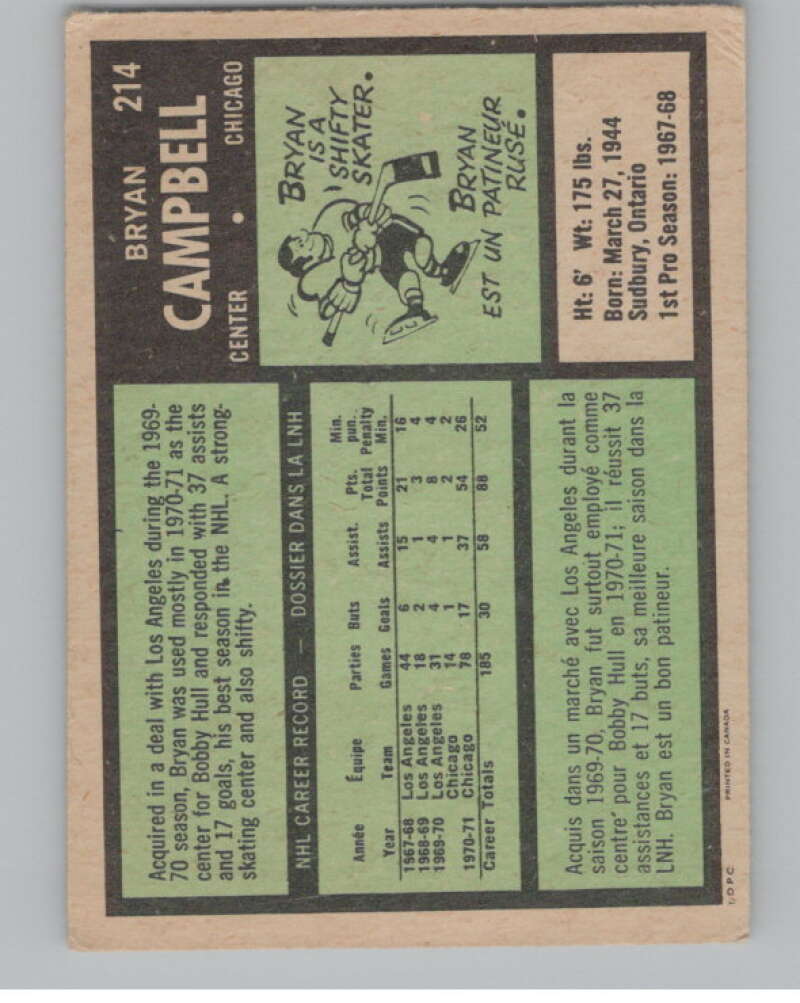 BRYAN 214
CAMPBELL
CENTER • CHICAGO
Acquired in a deal with Los Angeles during the 1969-
70 season, Bryan was used mostly in 1970-71 as the
center for Bobby Hull and responded with 37 assists
and 17 goals, his best season in the NHL. A strong-
skating center and also shifty.
BRYAN
IS A
SHIFTY
SKATER.
BRYAN
EST UN PATINEUR
RUSÉ.
NHL CAREER RECORD — DOSSIER DANS LA LNH
Min.
Pts. pun.
Année Équipe Parties Buts Assist. Total Penalty
Year Team Games Goals Assists Points Min.
1967-68 Los Angeles 44 6 15 21 16
1968-69 Los Angeles 18 2 1 3 4
1969-70 Los Angeles 31 4 4 8 4
Chicago 14 1 1 2 2
1970-71 Chicago 78 17 37 54 26
Career Totals 185 30 58 88 52
Ht: 6' Wt: 175 lbs.
Born: March 27, 1944
Sudbury, Ontario
1st Pro Season: 1967-68
Acquis dans un marché avec Los Angeles durant la
saison 1969-70, Bryan fut surtout employé comme
centre pour Bobby Hull en 1970-71; il réussit 37
assistances et 17 buts, sa meilleure saison dans la
LNH. Bryan est un bon patineur.
O.P.C. PRINTED IN CANADA